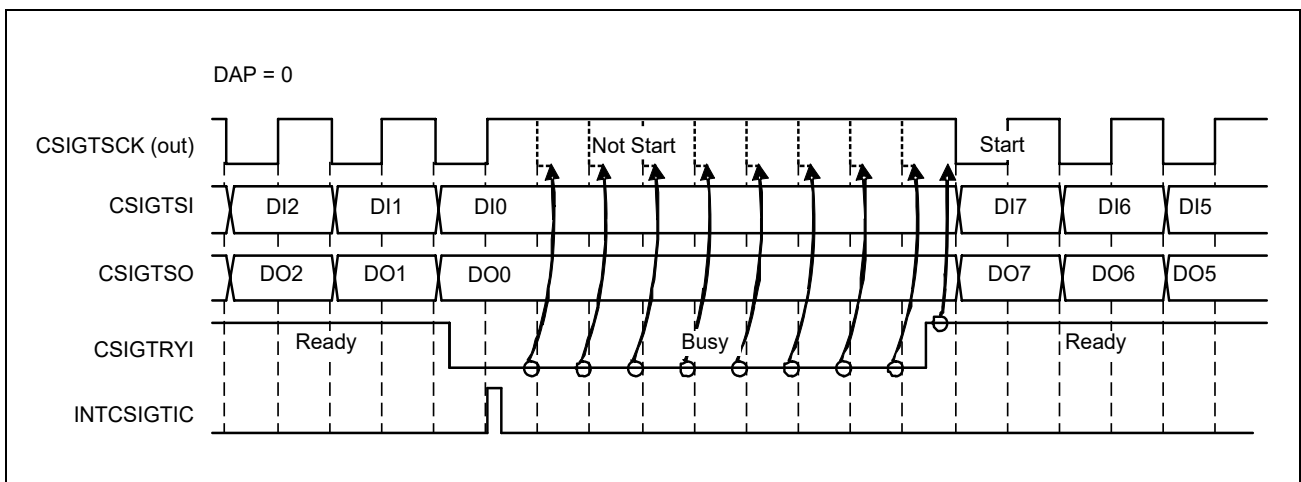 DAP = 0
CSIGTSCK (out) Not Start Start
CSIGTSI DI2 DI1 DI0 DI7 DI6 DI5
CSIGTSO DO2 DO1 DO0 DO7 DO6 DO5
CSIGTRYI Ready Busy Ready
INTCSIGTIC